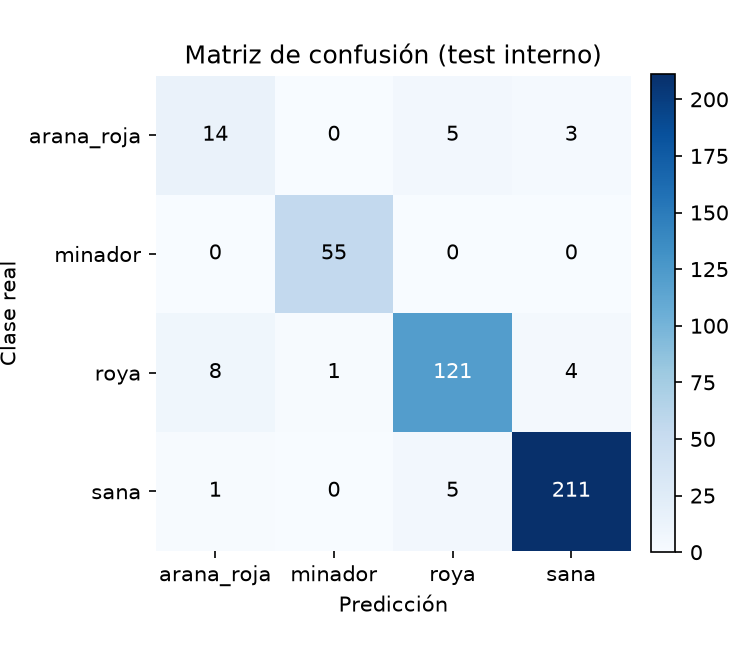 Matriz de confusión (test interno)
Clase real
arana_roja 14 0 5 3
minador 0 55 0 0
roya 8 1 121 4
sana 1 0 5 211
arana_roja minador roya sana
Predicción
200
175
150
125
100
75
50
25
0